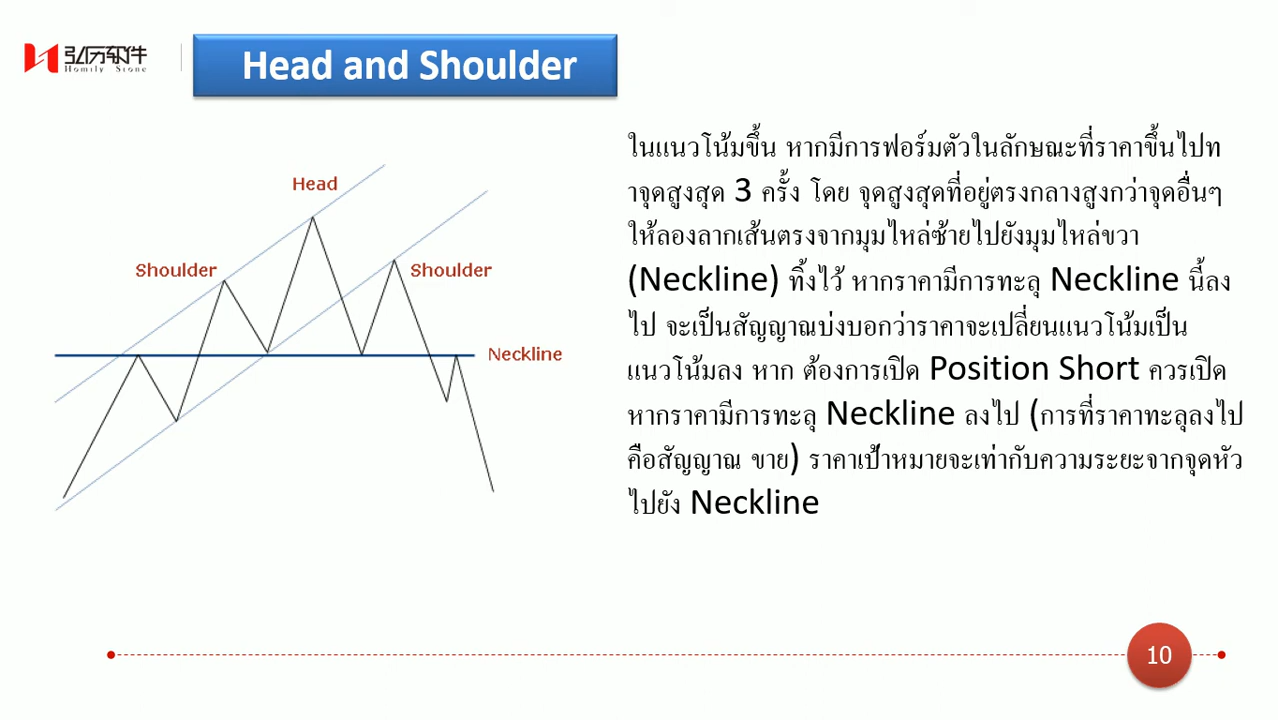 弘历软件
Homily Stone
Head and Shoulder
Head
Shoulder
Shoulder
Neckline
ในแนวโน้มขึ้น หากมีการฟอร์มตัวในลักษณะที่ราคาขึ้นไปท
าจุดสูงสุด 3 ครั้ง โดย จุดสูงสุดที่อยู่ตรงกลางสูงกว่าจุดอื่นๆ
ให้ลองลากเส้นตรงจากมุมไหล่ซ้ายไปยังมุมไหล่ขวา
(Neckline) ทิ้งไว้ หากราคามีการทะลุ Neckline นี้ลง
ไป จะเป็นสัญญาณบ่งบอกว่าราคาจะเปลี่ยนแนวโน้มเป็น
แนวโน้มลง หาก ต้องการเปิด Position Short ควรเปิด
หากราคามีการทะลุ Neckline ลงไป (การที่ราคาทะลุลงไป
คือสัญญาณ ขาย) ราคาเป้าหมายจะเท่ากับความระยะจากจุดหัว
ไปยัง Neckline
10